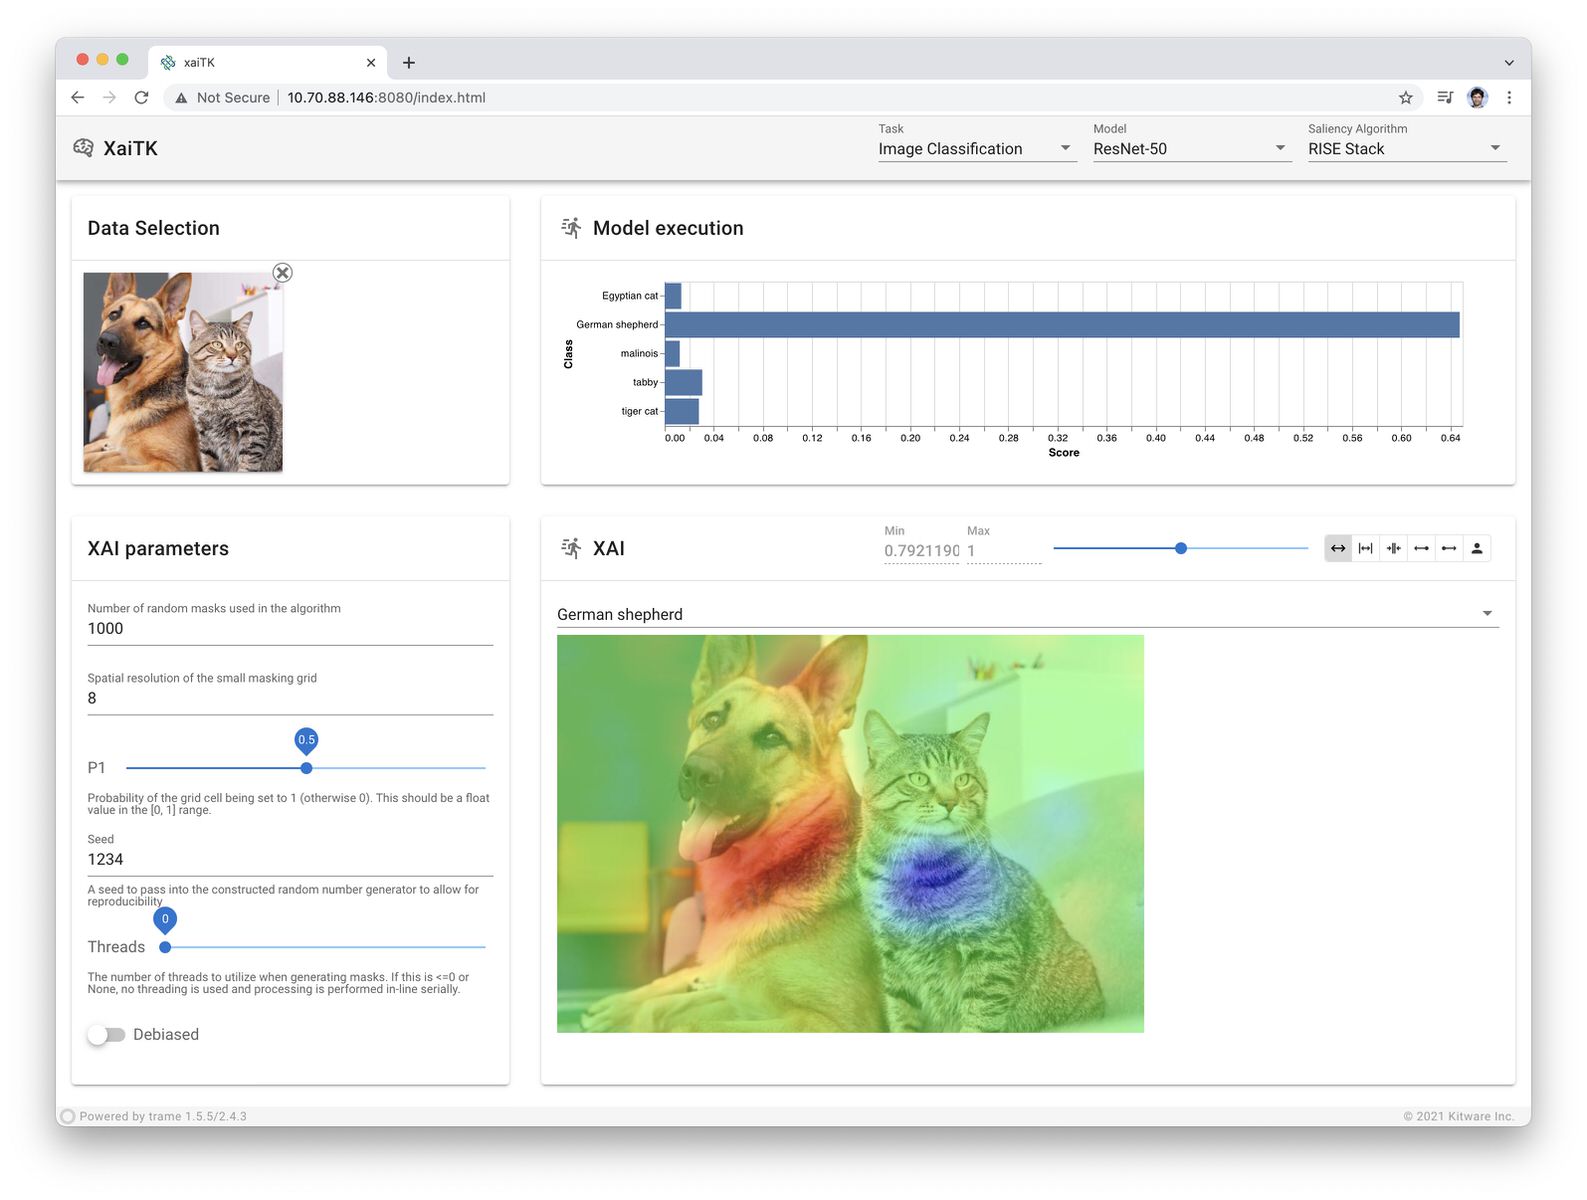 xaiTK
Not Secure 10.70.88.146:8080/index.html
XaiTK
Task
Image Classification
Model
ResNet-50
Saliency Algorithm
RISE Stack
Data Selection
Model execution
Class
Egyptian cat
German shepherd
malinois
tabby
tiger cat
0.00 0.04 0.08 0.12 0.16 0.20 0.24 0.28 0.32 0.36 0.40 0.44 0.48 0.52 0.56 0.60 0.64
Score
XAI parameters
Number of random masks used in the algorithm
1000
Spatial resolution of the small masking grid
8
0.5
P1
Probability of the grid cell being set to 1 (otherwise 0). This should be a float
value in the [0, 1] range.
Seed
1234
A seed to pass into the constructed random number generator to allow for
reproducibility
0
Threads
The number of threads to utilize when generating masks. If this is <=0 or
None, no threading is used and processing is performed in-line serially.
Debiased
XAI
Min
0.7921190
Max
1
German shepherd
Powered by trame 1.5.5/2.4.3
© 2021 Kitware Inc.